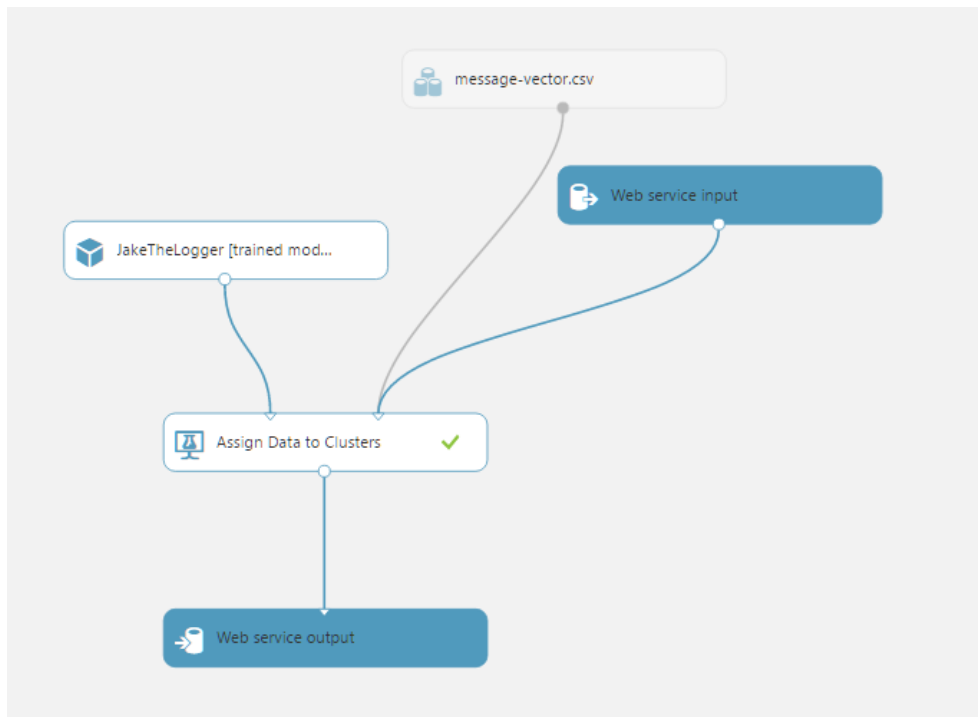 message-vector.csv
Web service input
JakeTheLogger [trained mod...
Assign Data to Clusters
Web service output